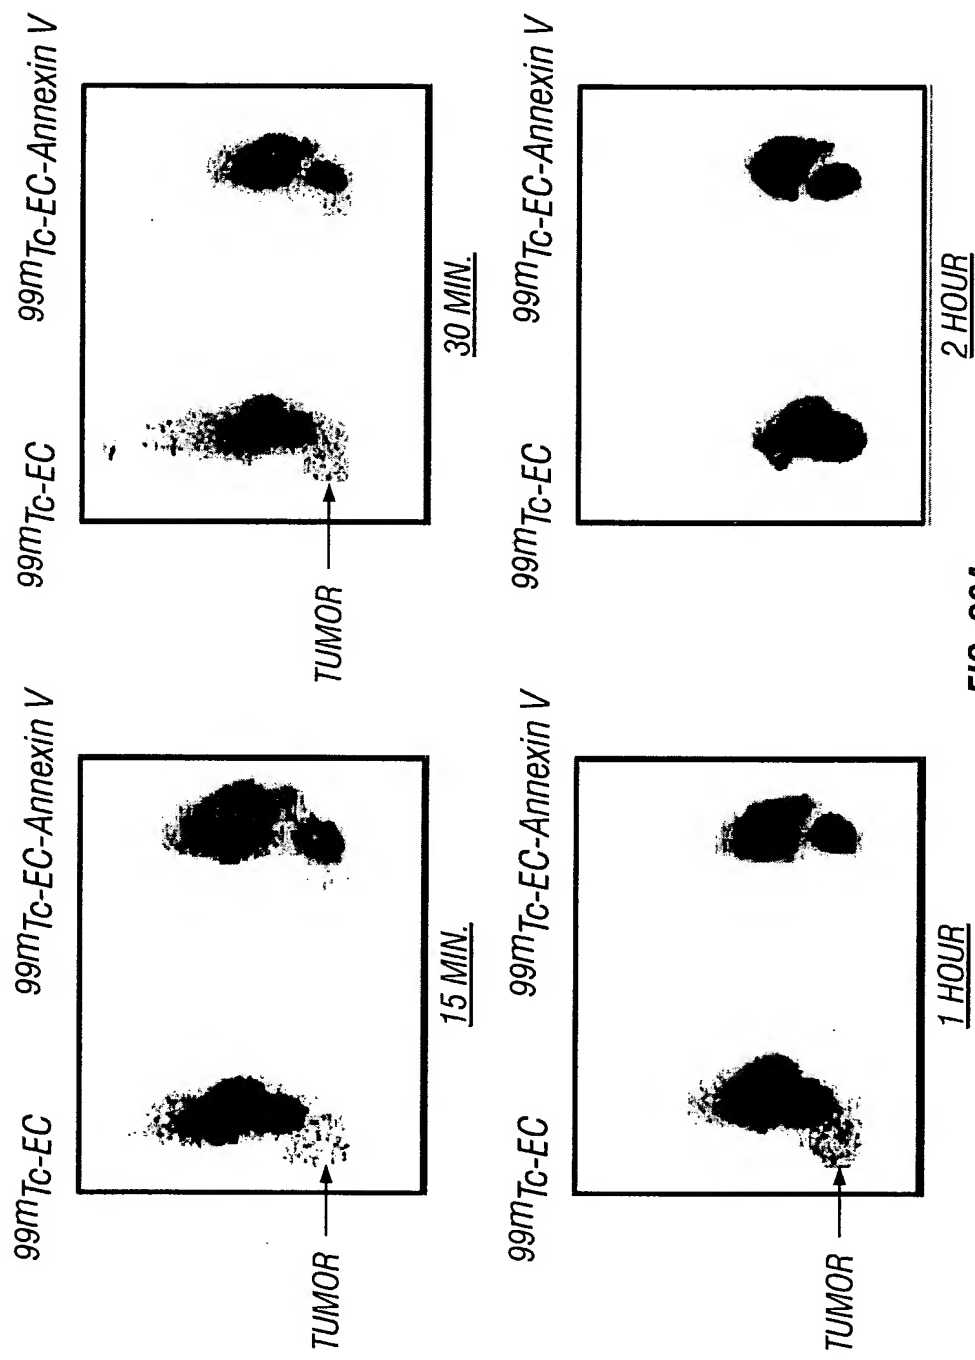 99mTc-EC
99mTc-EC-Annexin V
TUMOR
15 MIN.
99mTc-EC
99mTc-EC-Annexin V
TUMOR
30 MIN.
99mTc-EC
99mTc-EC-Annexin V
TUMOR
1 HOUR
99mTc-EC
99mTc-EC-Annexin V
2 HOUR
FIG.